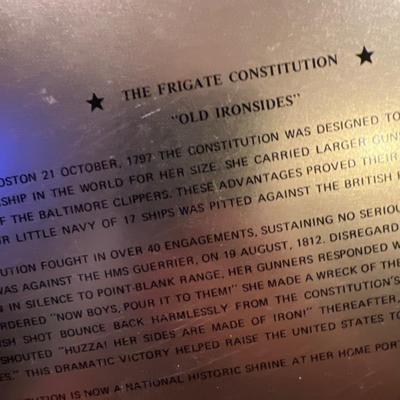 ★ THE FRIGATE CONSTITUTION ★
"OLD IRONSIDES"
OSTON 21 OCTOBER, 1797 THE CONSTITUTION WAS DESIGNED TO
SHIP IN THE WORLD FOR HER SIZE. SHE CARRIED LARGER GUNS
OF THE BALTIMORE CLIPPERS. THESE ADVANTAGES PROVED THEIR
R LITTLE NAVY OF 17 SHIPS WAS PITTED AGAINST THE BRITISH
UTION FOUGHT IN OVER 40 ENGAGEMENTS, SUSTAINING NO SERIOU
WAS AGAINST THE HMS GUERRIER, ON 19 AUGUST, 1812. DISREGARD
N IN SILENCE TO POINT-BLANK RANGE, HER GUNNERS RESPONDED W
RDERED "NOW BOYS, POUR IT TO THEM!" SHE MADE A WRECK OF THE
ISH SHOT BOUNCE BACK HARMLESSLY FROM THE CONSTITUTION'S
SHOUTED "HUZZA! HER SIDES ARE MADE OF IRON!" THEREAFTER,
ES." THIS DRAMATIC VICTORY HELPED RAISE THE UNITED STATES TO
UTION IS NOW A NATIONAL HISTORIC SHRINE AT HER HOME PORT